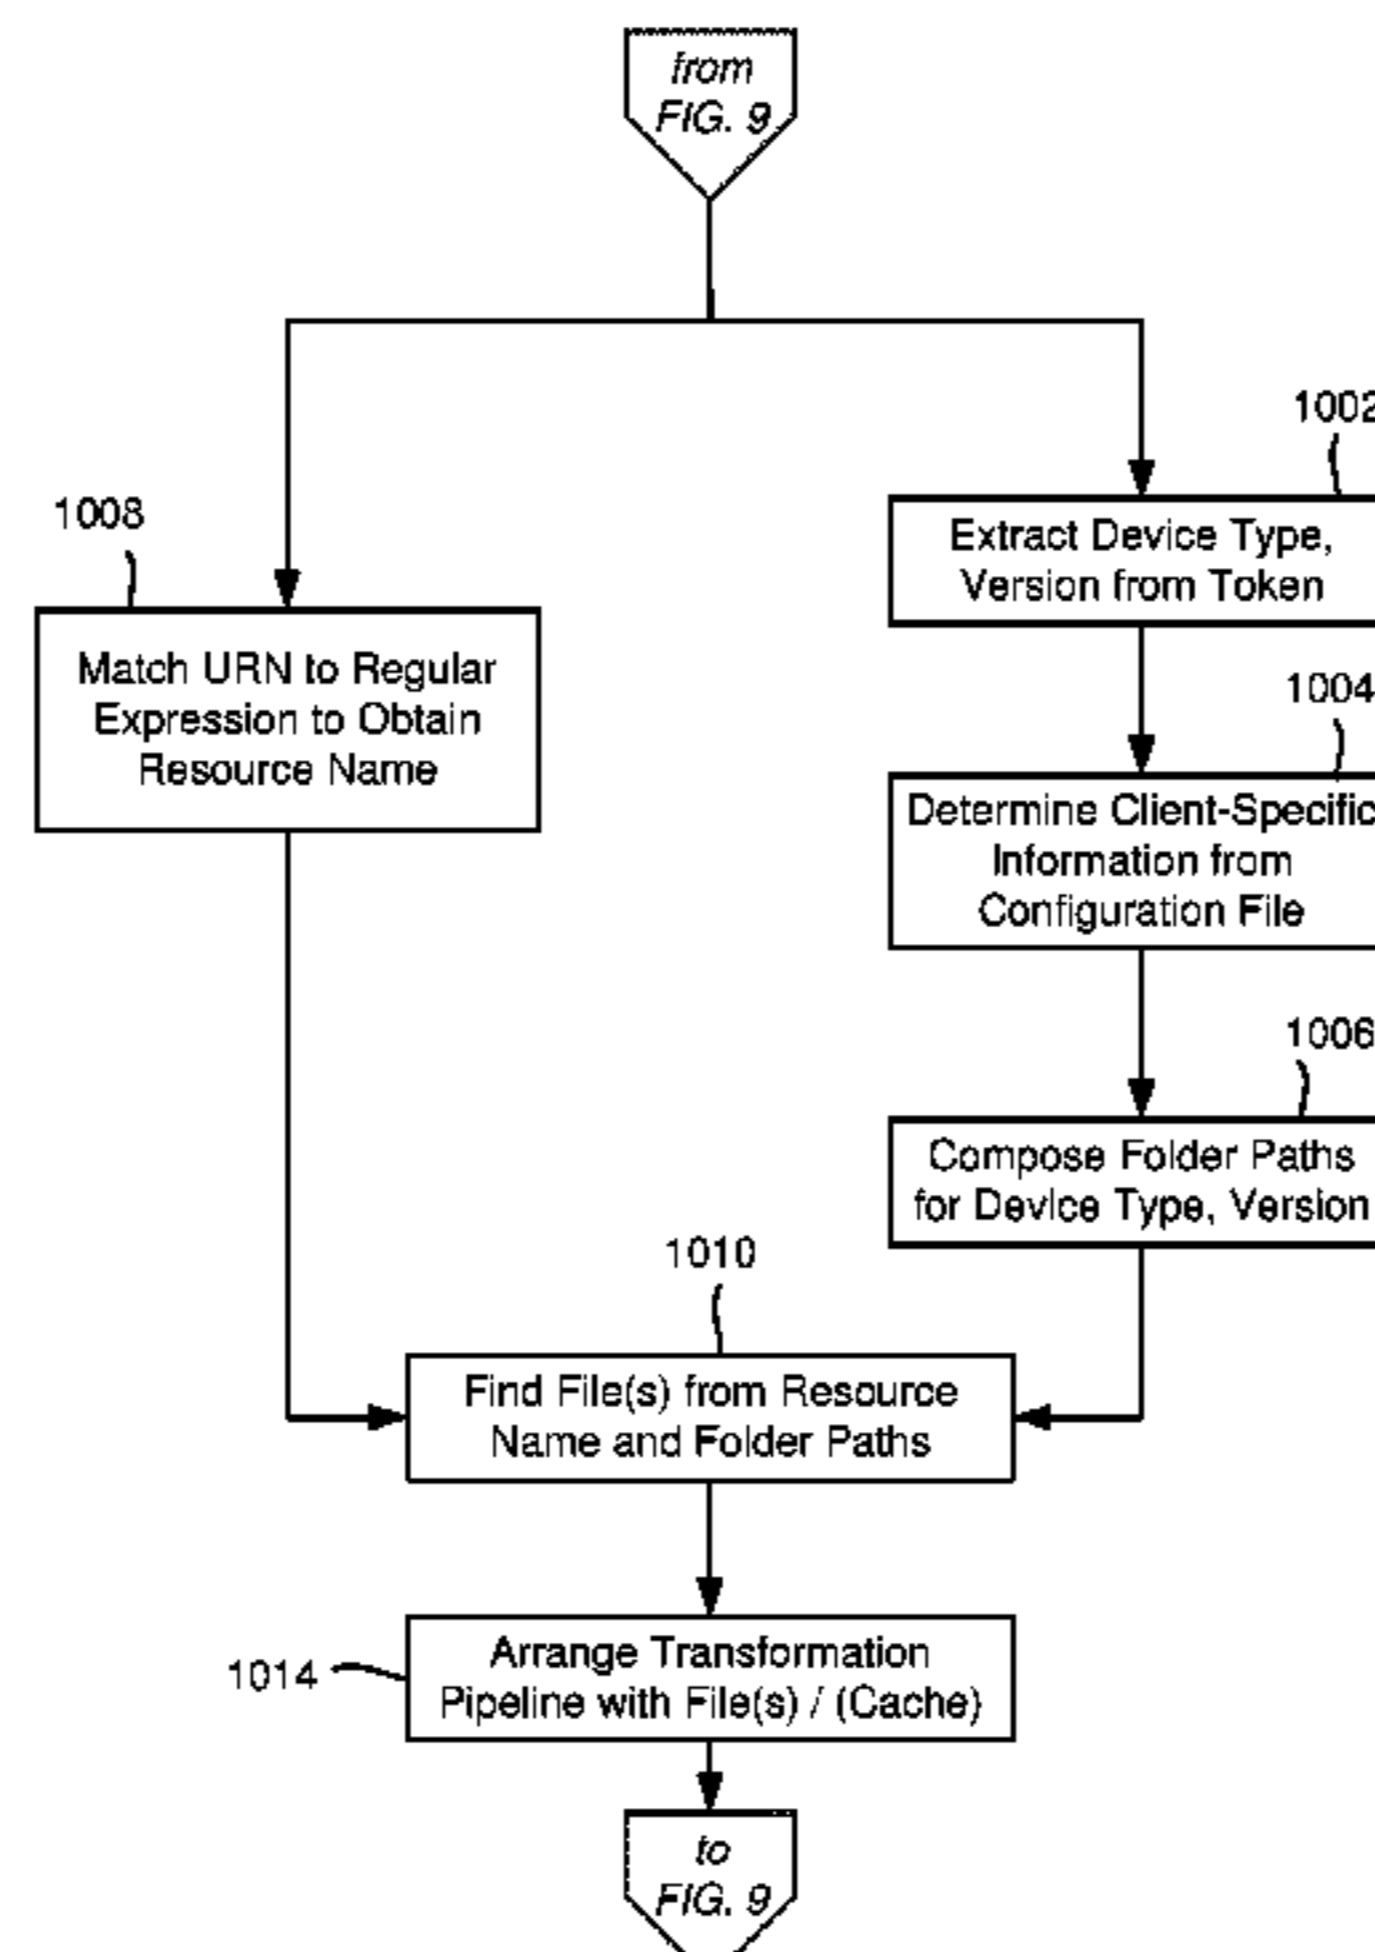 from
FIG. 9
1002
Extract Device Type,
Version from Token
1008
Match URN to Regular
Expression to Obtain
Resource Name
1004
Determine Client-Specific
Information from
Configuration File
1006
Compose Folder Paths
for Device Type, Version
1010
Find File(s) from Resource
Name and Folder Paths
1014
Arrange Transformation
Pipeline with File(s) / (Cache)
to
FIG. 9